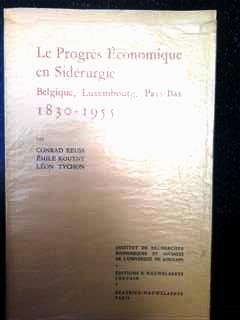 Le Progrès Économique
en Sidérurgie
Belgique, Luxembourg, Pays-Bas
1830-1955
PAR
CONRAD REUSS
ÉMILE KOUTNY
LÉON TYCHON
INSTITUT DE RECHERCHES
ÉCONOMIQUES ET SOCIALES
DE L'UNIVERSITÉ DE LOUVAIN
ÉDITIONS E. NAUWELAERTS
LOUVAIN
BÉATRICE-NAUWELAERTS
PARIS